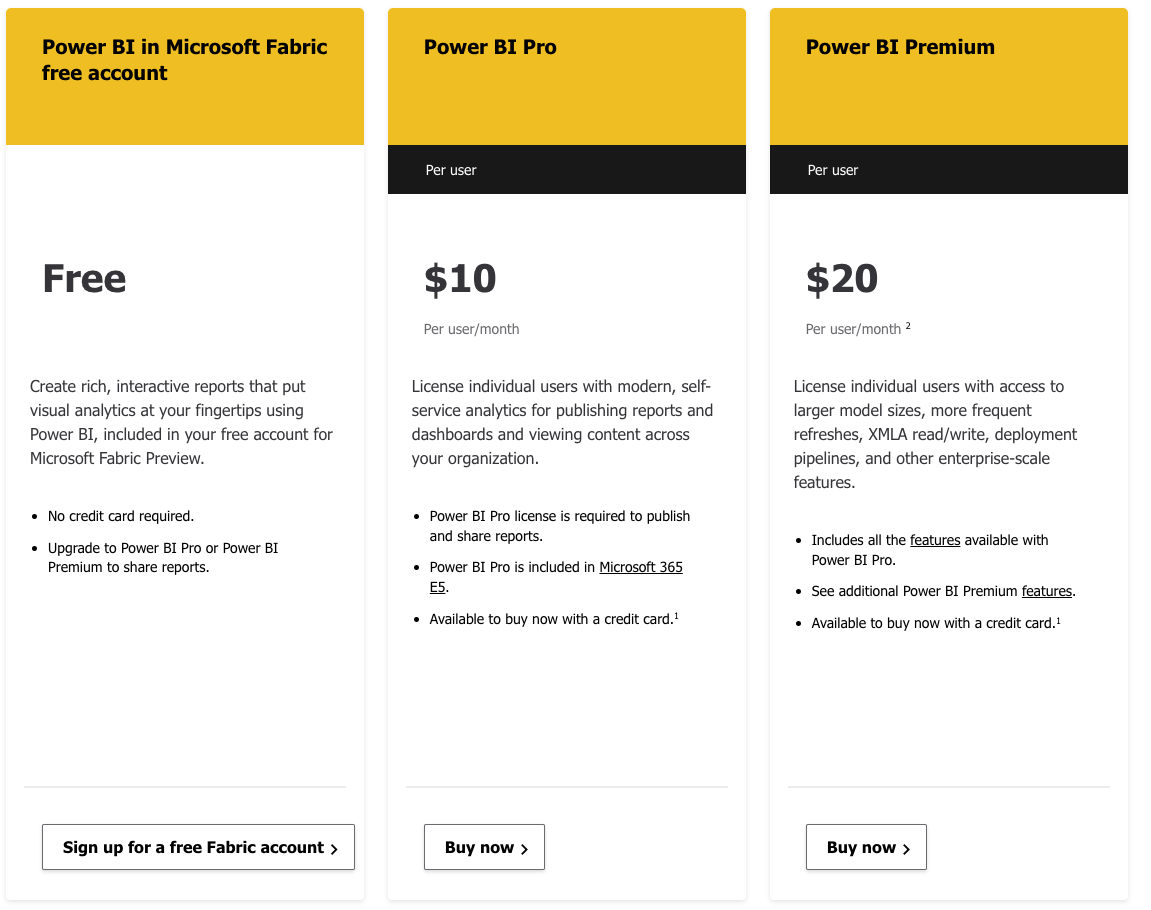 Power BI in Microsoft Fabric
free account
Free
Create rich, interactive reports that put
visual analytics at your fingertips using
Power BI, included in your free account for
Microsoft Fabric Preview.
• No credit card required.
• Upgrade to Power BI Pro or Power BI
Premium to share reports.
Sign up for a free Fabric account >
Power BI Pro
Per user
$10
Per user/month
License individual users with modern, self-
service analytics for publishing reports and
dashboards and viewing content across
your organization.
• Power BI Pro license is required to publish
and share reports.
• Power BI Pro is included in Microsoft 365
E5.
• Available to buy now with a credit card.¹
Buy now >
Power BI Premium
Per user
$20
Per user/month ²
License individual users with access to
larger model sizes, more frequent
refreshes, XMLA read/write, deployment
pipelines, and other enterprise-scale
features.
• Includes all the features available with
Power BI Pro.
• See additional Power BI Premium features.
• Available to buy now with a credit card.¹
Buy now >